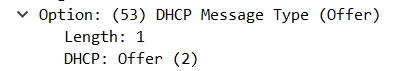 Option: (53) DHCP Message Type (Offer)
Length: 1
DHCP: Offer (2)